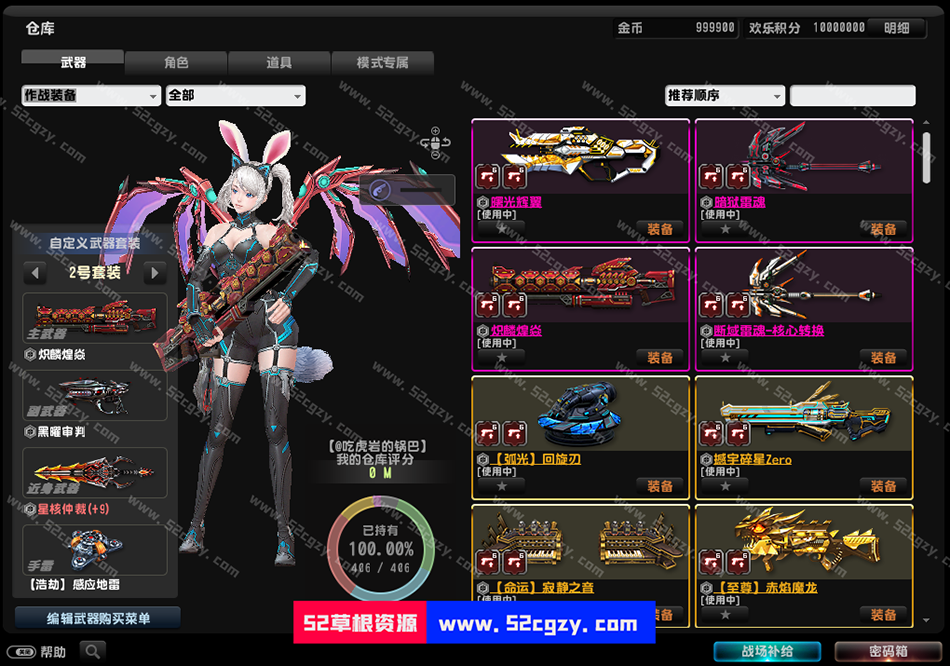 仓库
金币 999900 欢乐积分 10000000 明细
武器 角色 道具 模式专属
作战装备 全部 推荐顺序
自定义武器套装
2号套装
主武器
炽麟煌焱
副武器
黑曜审判
近身武器
星核仲裁(+9)
手雷
【浩劫】感应地雷
编辑武器购买菜单
帮助
【@吃虎岩的锅巴】
我的仓库评分
0 M
已持有
100.00%
406 / 406
曙光辉翼
[使用中]
装备
暗狱雷魂
[使用中]
装备
炽麟煌焱
[使用中]
装备
断域雷魂-核心转换
[使用中]
装备
【弧光】回旋刃
[使用中]
装备
撼宇碎星Zero
[使用中]
装备
【命运】寂静之音
[使用中]
装备
【至尊】赤焰魔龙
[使用中]
装备
52草根资源 www.52cgzy.com
战场补给 密码箱
www.52cgzy.com